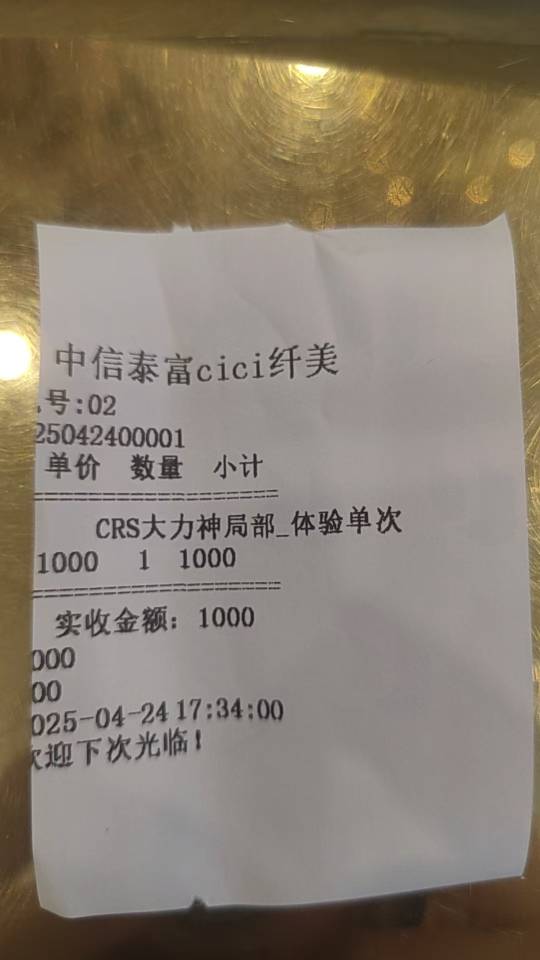 中信泰富cici纤美
号:02
25042400001
单价 数量 小计
CRS大力神局部_体验单次
1000 1 1000
实收金额: 1000
000
00
025-04-24 17:34:00
迎下次光临!